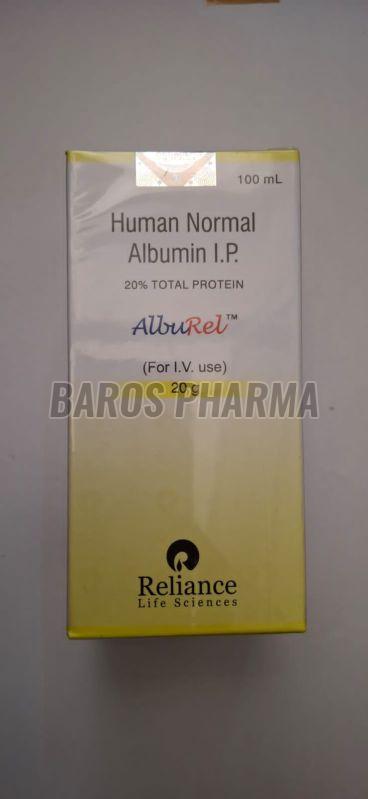 100 mL
Human Normal
Albumin I.P.
20% TOTAL PROTEIN
AlbuRel™
(For I.V. use)
20 g
BAROS PHARMA
Reliance
Life Sciences